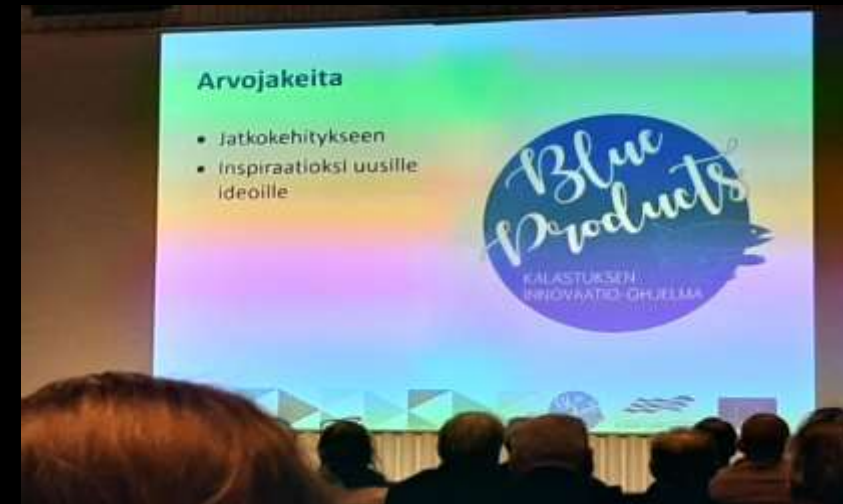 Arvojakeita
• Jatkokehitykseen
• Inspiraatioksi uusille
ideoille
Blue
Products
KALASTUKSEN
INNOVAATIO-OHJELMA